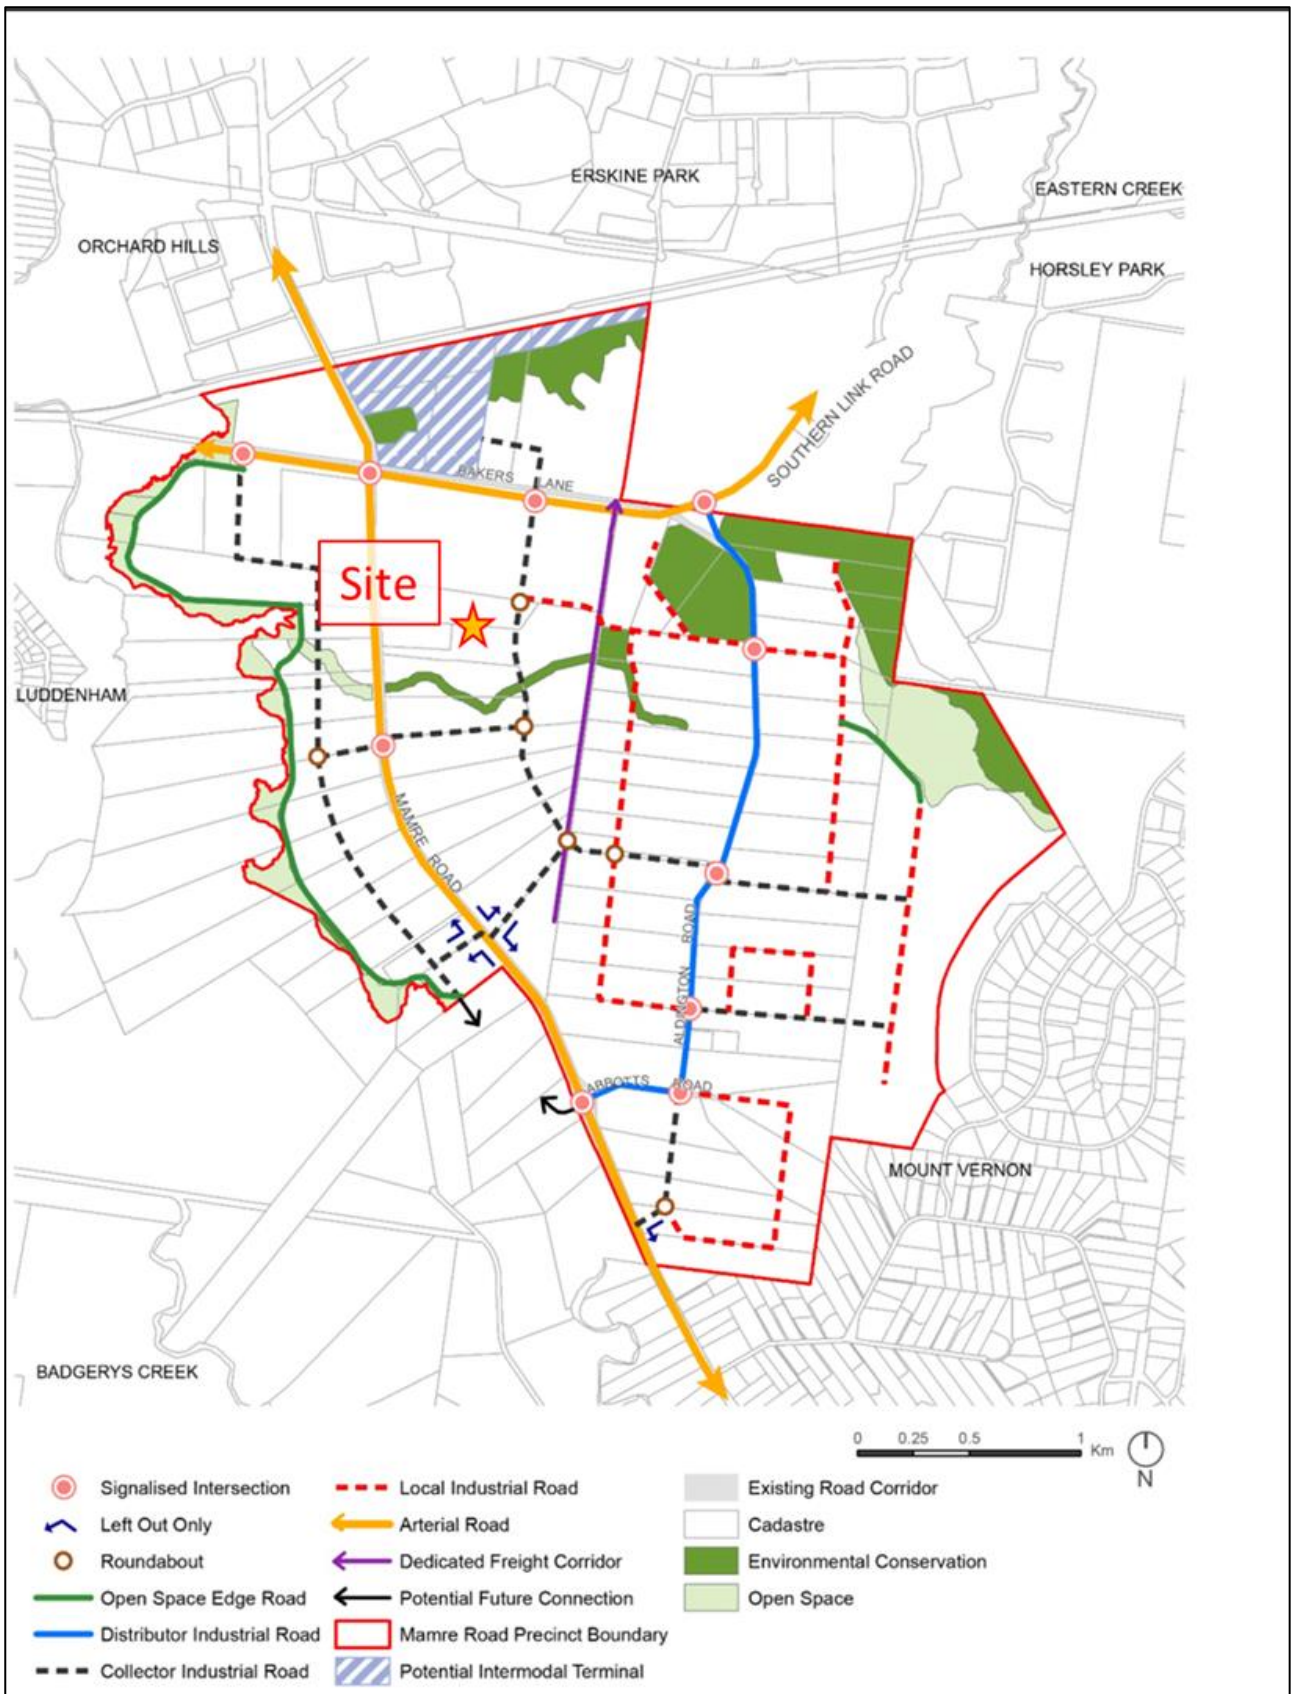 ERSKINE PARK
EASTERN CREEK
ORCHARD HILLS
HORSLEY PARK
SOUTHERN LINK ROAD
BAKERS LANE
Site
LUDDENHAM
MAMRE ROAD
ALDINGTON ROAD
ABBOTTS ROAD
MOUNT VERNON
BADGERYS CREEK
0 0.25 0.5 1 Km
N
Signalised Intersection
Left Out Only
Roundabout
Open Space Edge Road
Distributor Industrial Road
Collector Industrial Road
Local Industrial Road
Arterial Road
Dedicated Freight Corridor
Potential Future Connection
Mamre Road Precinct Boundary
Potential Intermodal Terminal
Existing Road Corridor
Cadastre
Environmental Conservation
Open Space